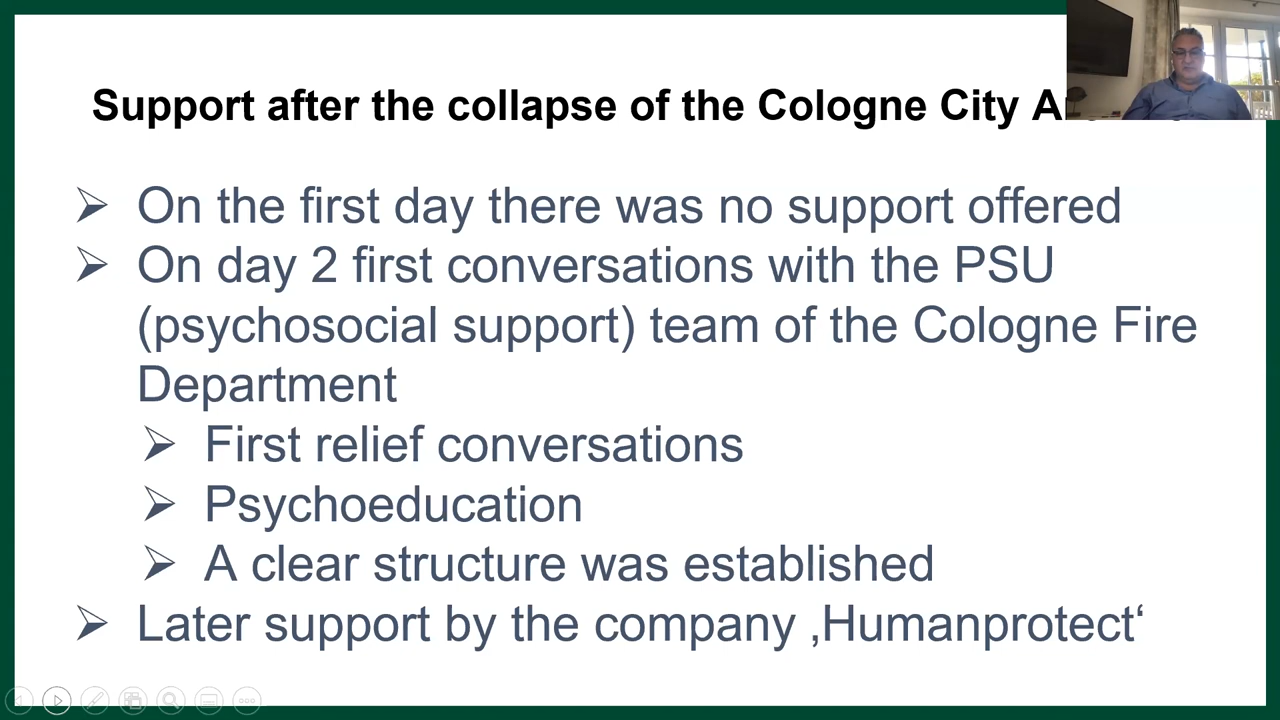 Support after the collapse of the Cologne City
On the first day there was no support offered
On day 2 first conversations with the PSU
(psychosocial support) team of the Cologne Fire
Department
First relief conversations
Psychoeducation
A clear structure was established
Later support by the company ‚Humanprotect‘